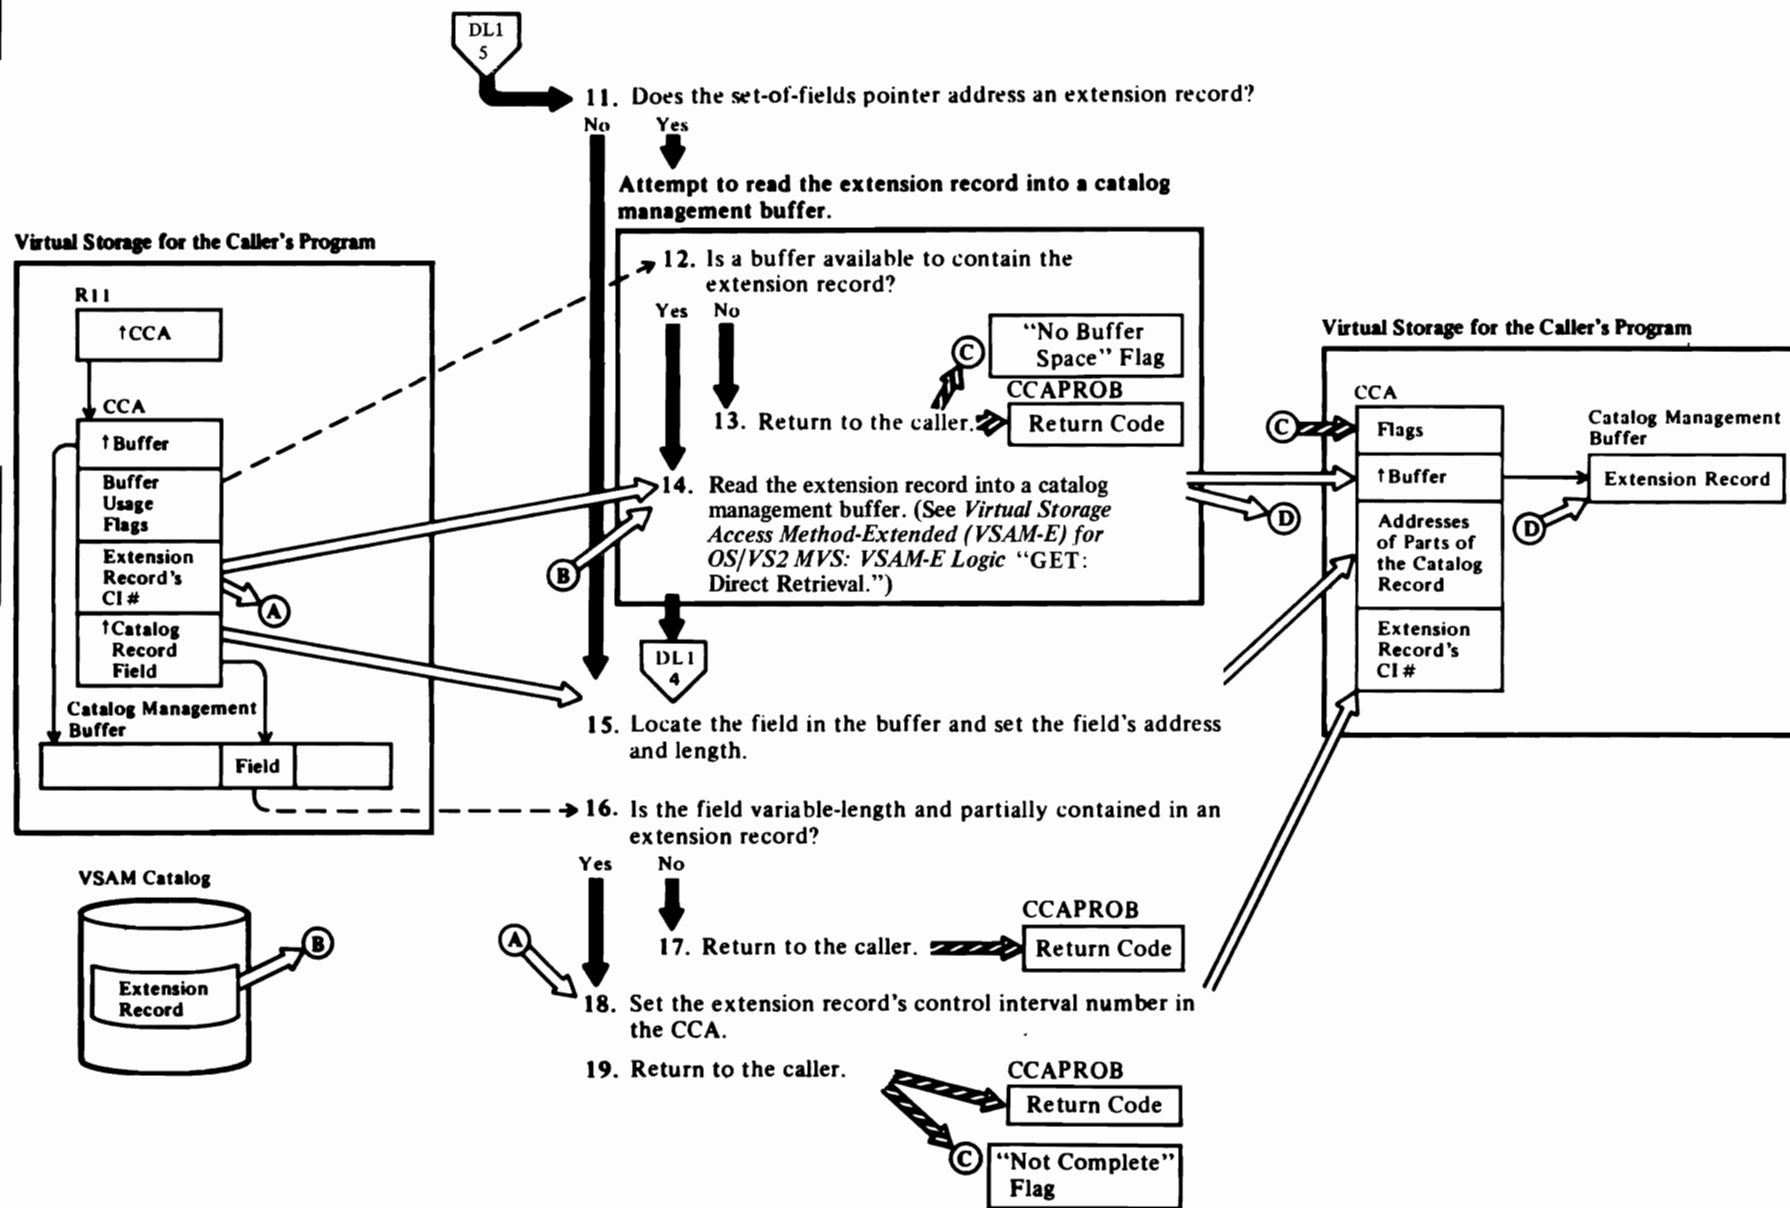 DL1
5
11. Does the set-of-fields pointer address an extension record?
No Yes
Attempt to read the extension record into a catalog
management buffer.
Virtual Storage for the Caller's Program
R11
↑CCA
CCA
↑Buffer
Buffer
Usage
Flags
Extension
Record's
CI #
A
↑Catalog
Record
Field
Catalog Management
Buffer
Field
VSAM Catalog
Extension
Record
B
12. Is a buffer available to contain the
extension record?
Yes No
C
"No Buffer
Space" Flag
CCAPROB
13. Return to the caller.
Return Code
14. Read the extension record into a catalog
management buffer. (See Virtual Storage
Access Method-Extended (VSAM-E) for
OS/VS2 MVS: VSAM-E Logic "GET:
Direct Retrieval.")
B
D
DL1
4
15. Locate the field in the buffer and set the field's address
and length.
16. Is the field variable-length and partially contained in an
extension record?
Yes No
CCAPROB
17. Return to the caller.
Return Code
A
18. Set the extension record's control interval number in
the CCA.
19. Return to the caller.
CCAPROB
Return Code
C
"Not Complete"
Flag
Virtual Storage for the Caller's Program
CCA
C
Flags
↑Buffer
Addresses
of Parts of
the Catalog
Record
Extension
Record's
CI #
Catalog Management
Buffer
Extension Record
D